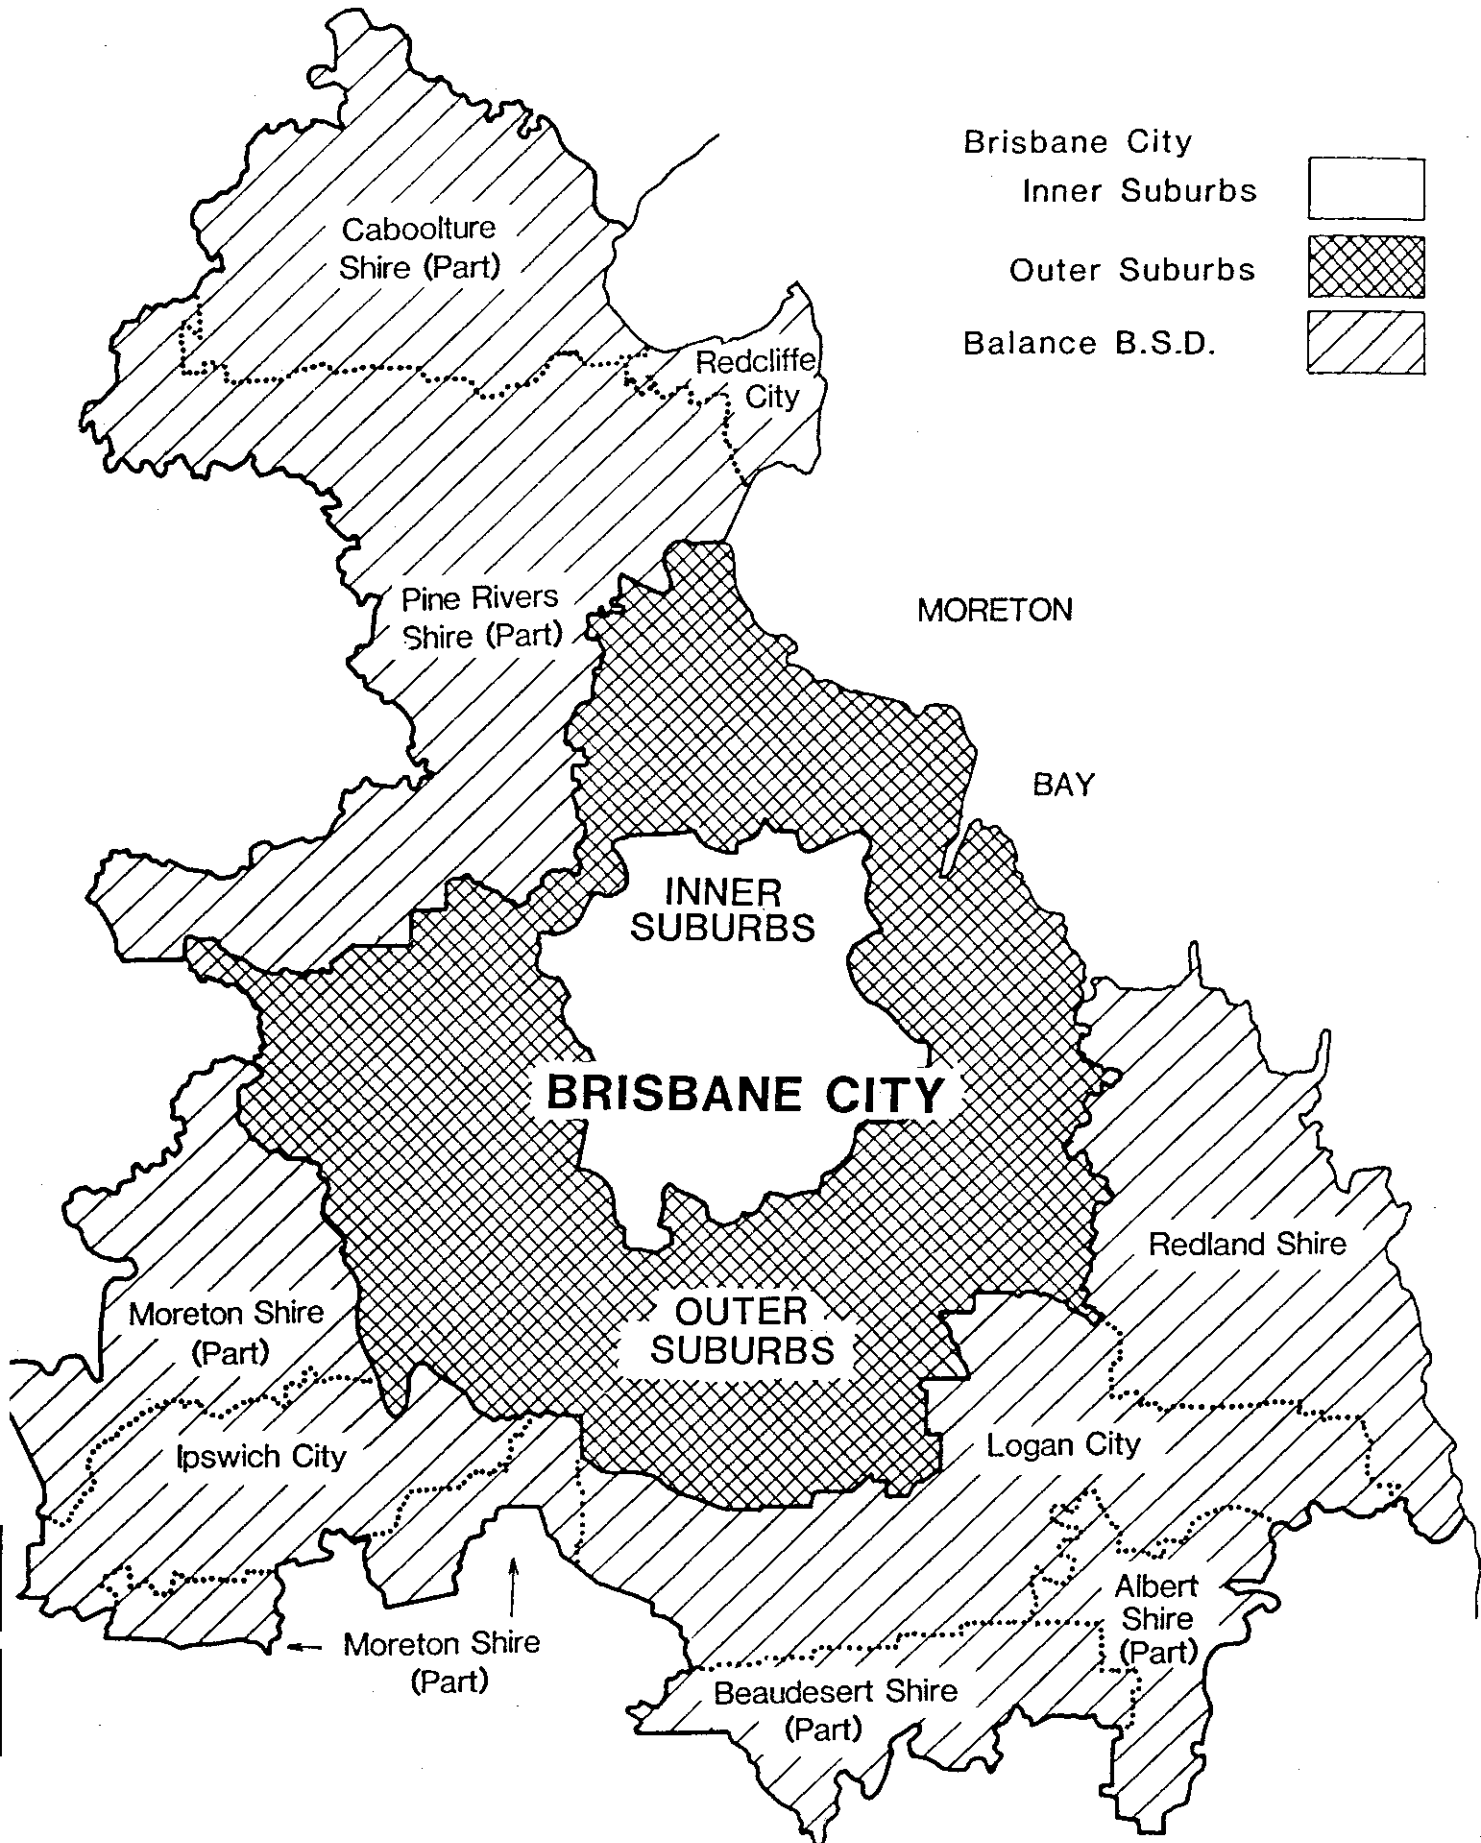 Brisbane City
Inner Suburbs
Outer Suburbs
Balance B.S.D.
Caboolture
Shire (Part)
Redcliffe
City
Pine Rivers
Shire (Part)
MORETON
BAY
INNER
SUBURBS
BRISBANE CITY
Redland Shire
Moreton Shire
(Part)
OUTER
SUBURBS
Ipswich City
Logan City
Albert
Shire
(Part)
Moreton Shire
(Part)
Beaudesert Shire
(Part)